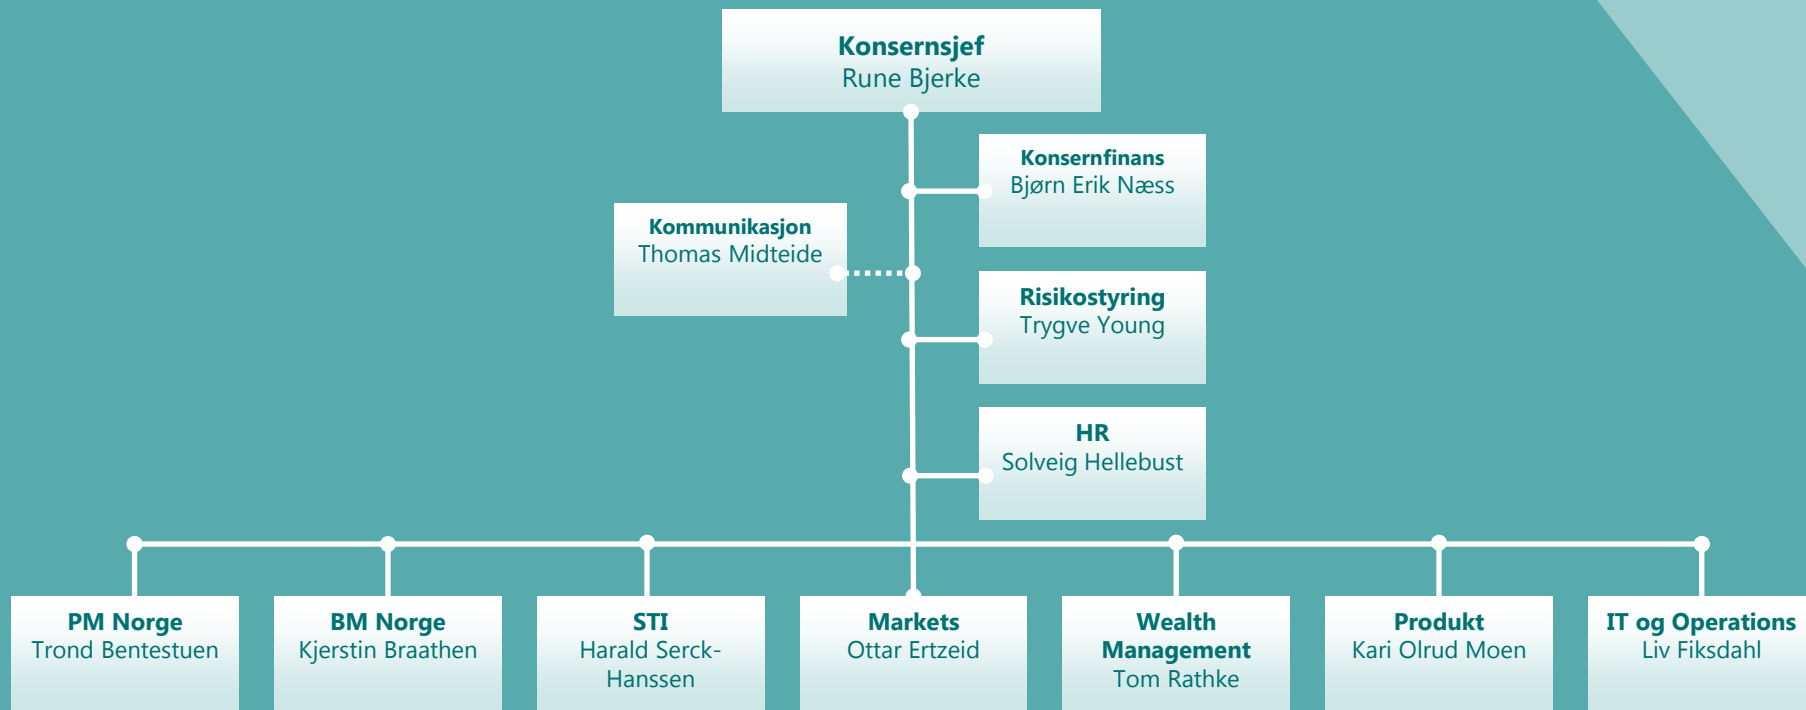 Konsernsjef
Rune Bjerke
Konsernfinans
Bjørn Erik Næss
Kommunikasjon
Thomas Midteide
Risikostyring
Trygve Young
HR
Solveig Hellebust
PM Norge
Trond Bentestuen
BM Norge
Kjerstin Braathen
STI
Harald Serck-
Hanssen
Markets
Ottar Ertzeid
Wealth
Management
Tom Rathke
Produkt
Kari Olrud Moen
IT og Operations
Liv Fiksdahl